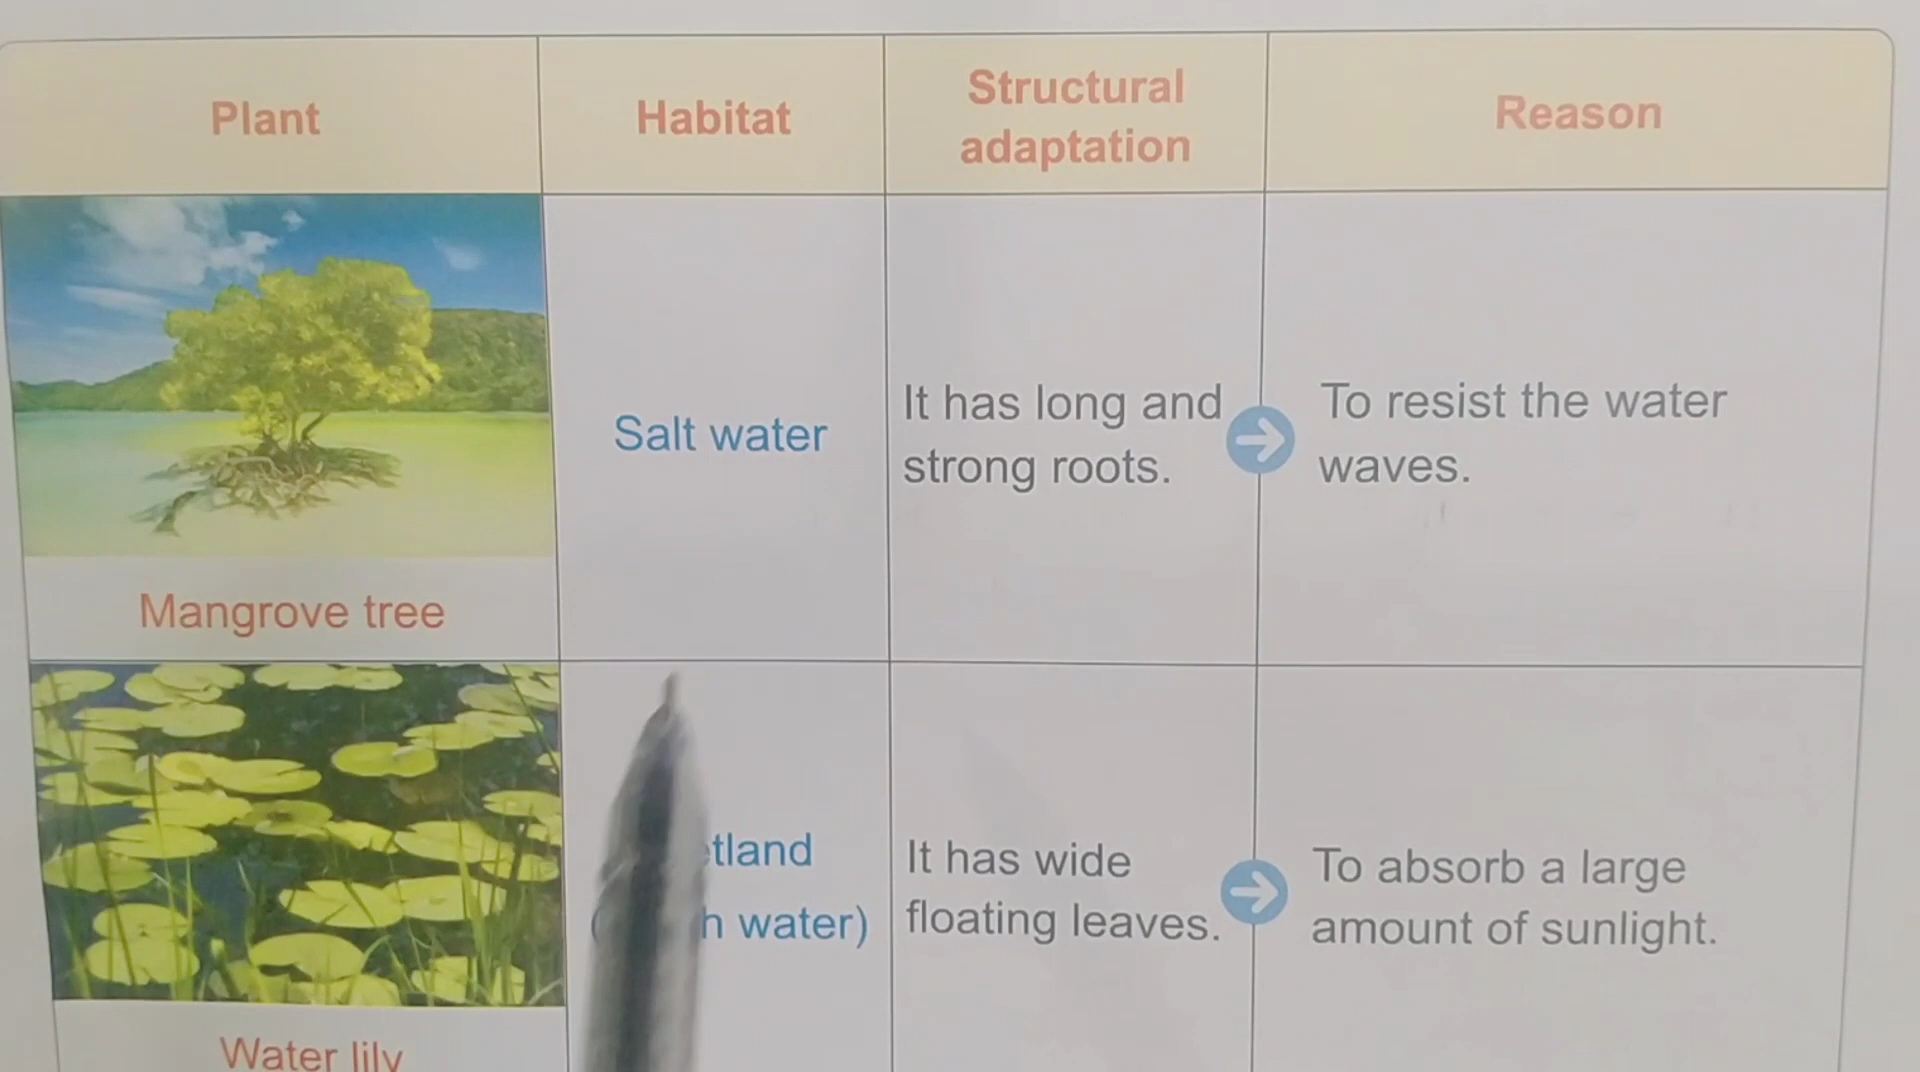 Plant
Habitat
Structural
adaptation
Reason
Salt water
It has long and
strong roots.
To resist the water
waves.
Mangrove tree
water)
It has wide
floating leaves.
To absorb a large
amount of sunlight.
Water lily